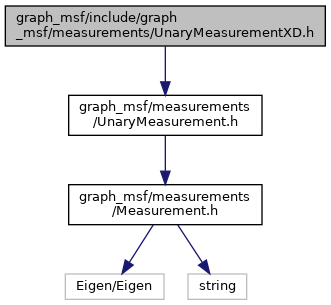 graph_msf/include/graph
_msf/measurements/UnaryMeasurementXD.h
graph_msf/measurements
/UnaryMeasurement.h
graph_msf/measurements
/Measurement.h
Eigen/Eigen
string